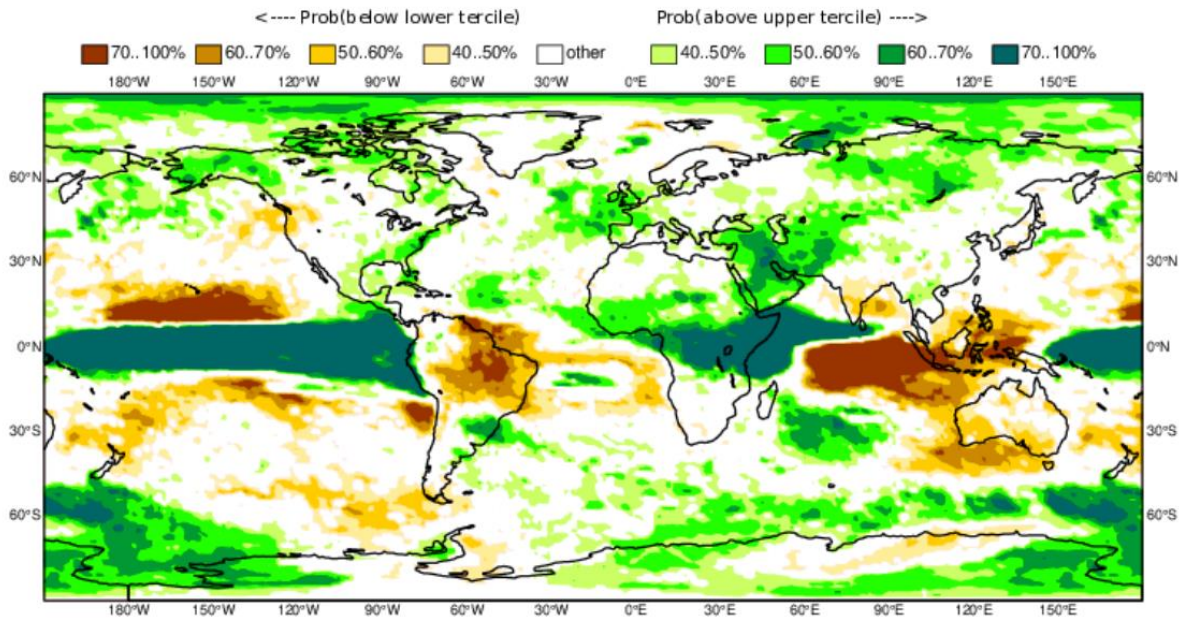 <---- Prob(below lower tercile) Prob(above upper tercile) ---->
70..100% 60..70% 50..60% 40..50% other 40..50% 50..60% 60..70% 70..100%
180°W 150°W 120°W 90°W 60°W 30°W 0°E 30°E 60°E 90°E 120°E 150°E
60°N 60°N
30°N 30°N
0°N 0°N
30°S 30°S
60°S 60°S
180°W 150°W 120°W 90°W 60°W 30°W 0°E 30°E 60°E 90°E 120°E 150°E